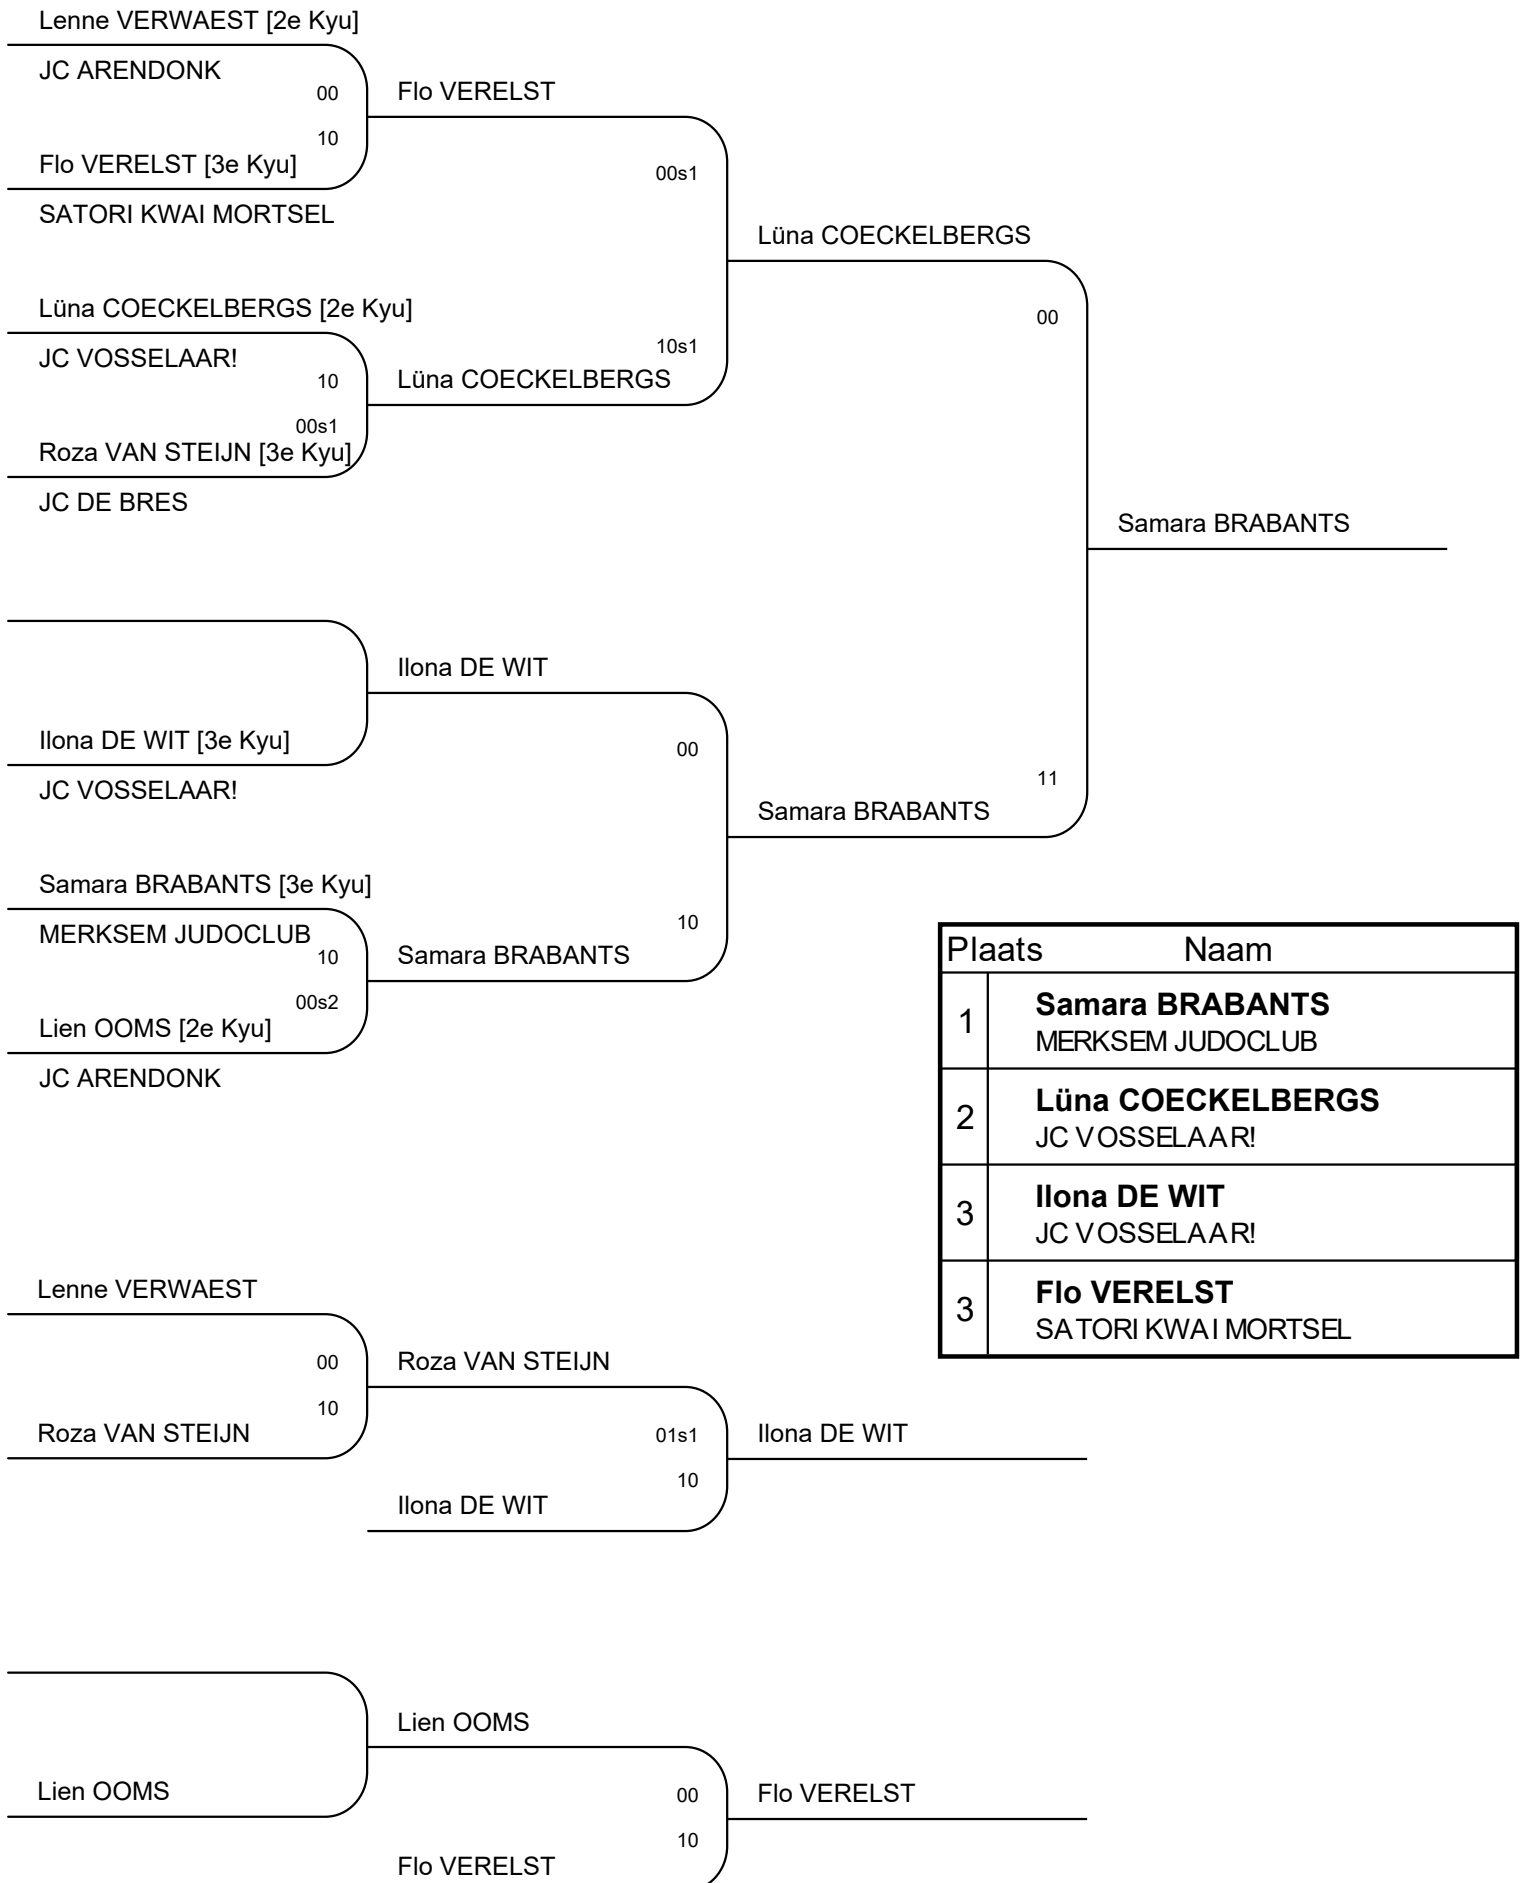 Lenne VERWAEST [2e Kyu]
JC ARENDONK
00
10
Flo VERELST [3e Kyu]
SATORI KWAI MORTSEL
Flo VERELST
00s1
Lüna COECKELBERGS [2e Kyu]
JC VOSSELAAR!
10
00s1
Roza VAN STEIJN [3e Kyu]
JC DE BRES
10s1
Lüna COECKELBERGS
Lüna COECKELBERGS
00
Samara BRABANTS
Ilona DE WIT
Ilona DE WIT [3e Kyu]
JC VOSSELAAR!
00
Samara BRABANTS [3e Kyu]
MERKSEM JUDOCLUB
10
00s2
Lien OOMS [2e Kyu]
JC ARENDONK
10
Samara BRABANTS
11
Samara BRABANTS
Plaats Naam
1 Samara BRABANTS
MERKSEM JUDOCLUB
2 Lüna COECKELBERGS
JC VOSSELAAR!
3 Ilona DE WIT
JC VOSSELAAR!
3 Flo VERELST
SATORI KWAI MORTSEL
Lenne VERWAEST
00
10
Roza VAN STEIJN
Roza VAN STEIJN
01s1
10
Ilona DE WIT
Ilona DE WIT
Lien OOMS
Lien OOMS
00
10
Flo VERELST
Flo VERELST